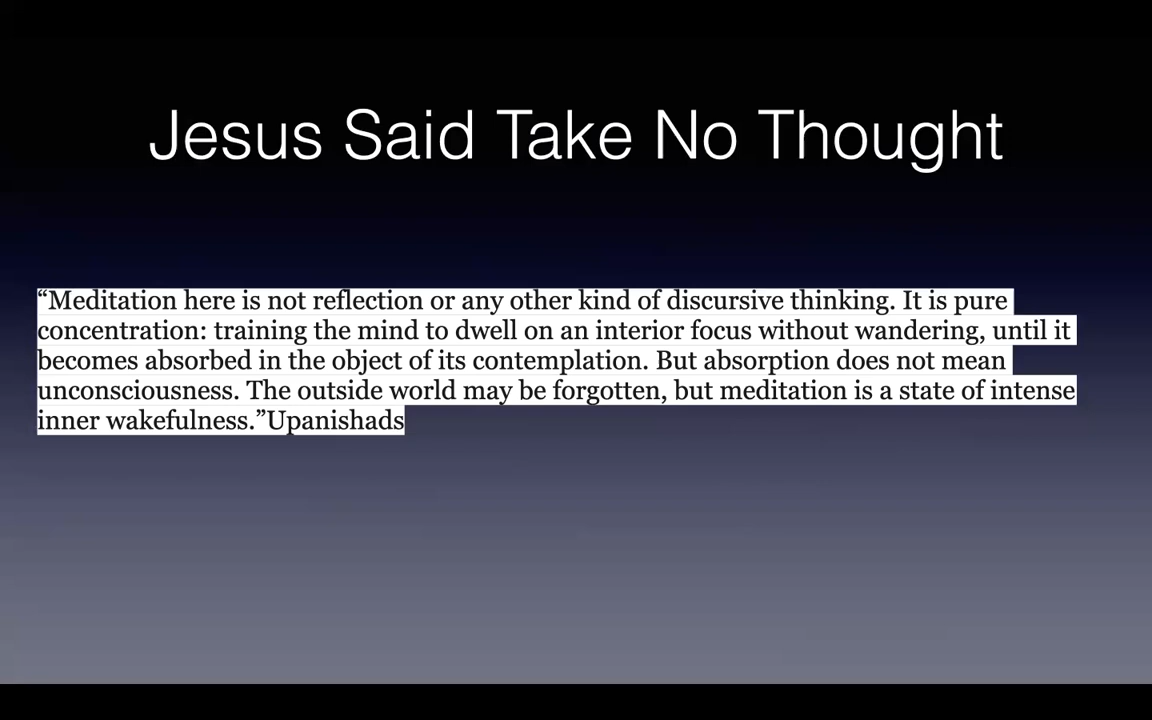 Jesus Said Take No Thought
“Meditation here is not reflection or any other kind of discursive thinking. It is pure
concentration: training the mind to dwell on an interior focus without wandering, until it
becomes absorbed in the object of its contemplation. But absorption does not mean
unconsciousness. The outside world may be forgotten, but meditation is a state of intense
inner wakefulness.”Upanishads